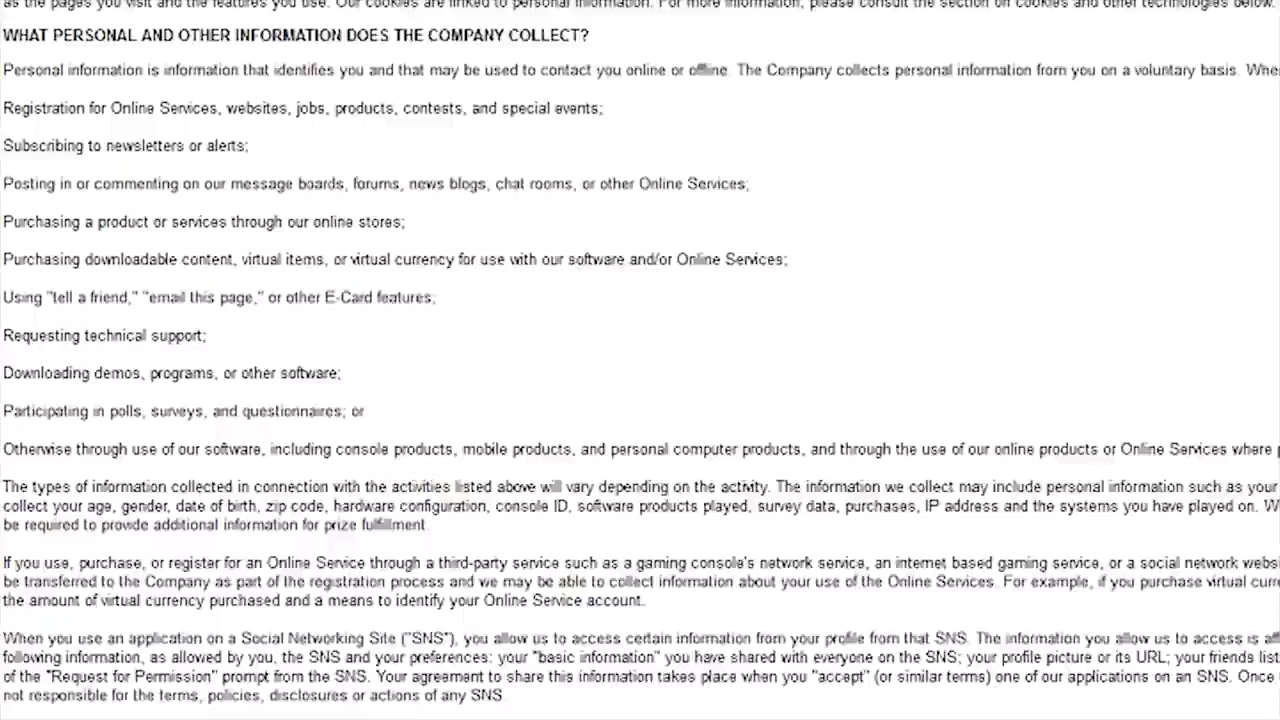 as the pages you visit and the features you use. Our cookies are linked to personal information. For more information, please consult the section on cookies and other technologies below.
WHAT PERSONAL AND OTHER INFORMATION DOES THE COMPANY COLLECT?
Personal information is information that identifies you and that may be used to contact you online or offline. The Company collects personal information from you on a voluntary basis. Whe
Registration for Online Services, websites, jobs, products, contests, and special events;
Subscribing to newsletters or alerts;
Posting in or commenting on our message boards, forums, news blogs, chat rooms, or other Online Services;
Purchasing a product or services through our online stores;
Purchasing downloadable content, virtual items, or virtual currency for use with our software and/or Online Services;
Using "tell a friend," "email this page," or other E-Card features;
Requesting technical support;
Downloading demos, programs, or other software;
Participating in polls, surveys, and questionnaires; or
Otherwise through use of our software, including console products, mobile products, and personal computer products, and through the use of our online products or Online Services where p
The types of information collected in connection with the activities listed above will vary depending on the activity. The information we collect may include personal information such as your
collect your age, gender, date of birth, zip code, hardware configuration, console ID, software products played, survey data, purchases, IP address and the systems you have played on. W
be required to provide additional information for prize fulfillment.
If you use, purchase, or register for an Online Service through a third-party service such as a gaming console's network service, an internet based gaming service, or a social network webs
be transferred to the Company as part of the registration process and we may be able to collect information about your use of the Online Services. For example, if you purchase virtual curr
the amount of virtual currency purchased and a means to identify your Online Service account.
When you use an application on a Social Networking Site ("SNS"), you allow us to access certain information from your profile from that SNS. The information you allow us to access is aff
following information, as allowed by you, the SNS and your preferences: your "basic information" you have shared with everyone on the SNS; your profile picture or its URL; your friends list
of the "Request for Permission" prompt from the SNS. Your agreement to share this information takes place when you "accept" (or similar terms) one of our applications on an SNS. Once
not responsible for the terms, policies, disclosures or actions of any SNS.